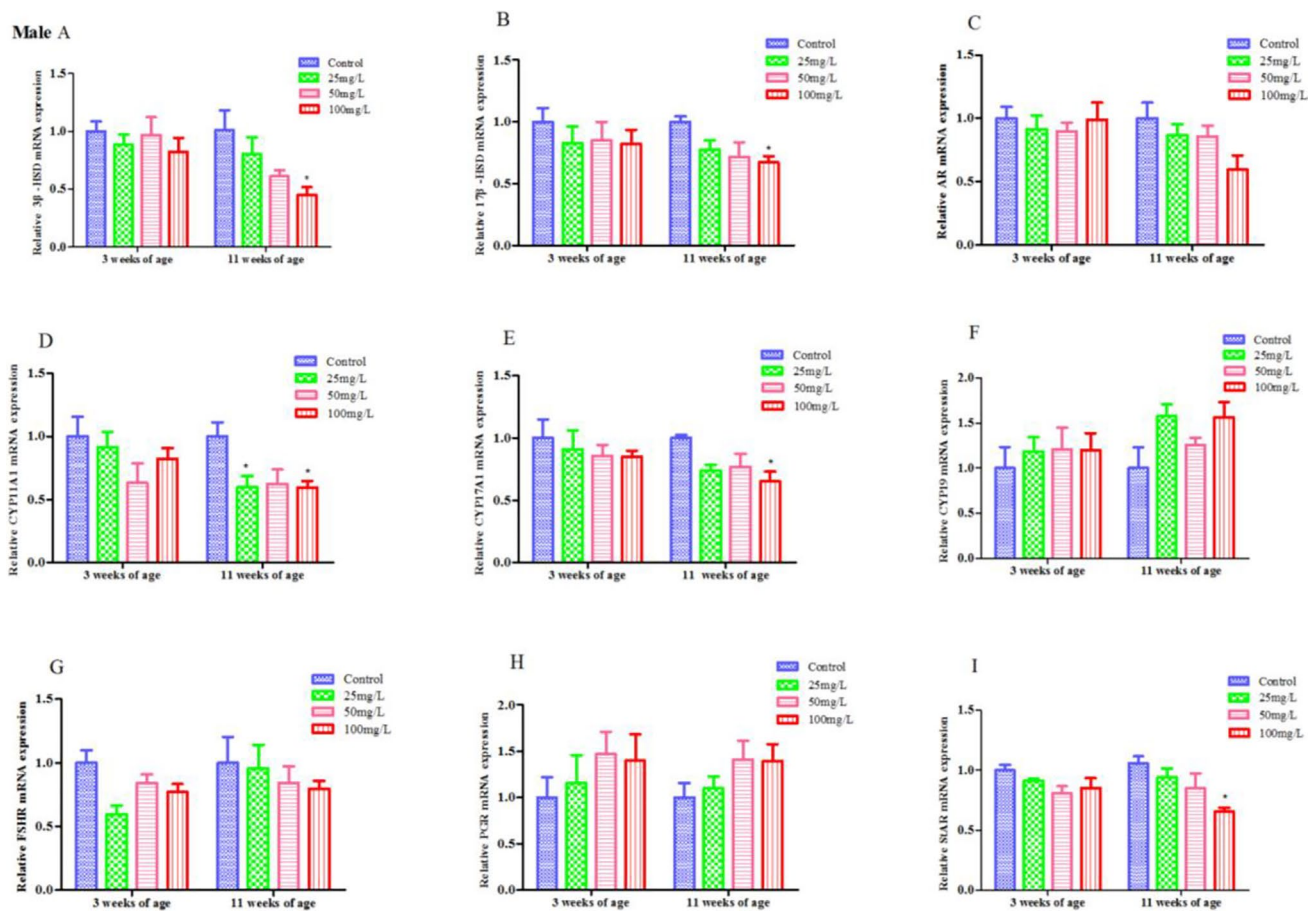 Male A
Relative 3β -HSD mRNA expression
1.5
1.0
0.5
0.0
Control
25mg/L
50mg/L
100mg/L
*
3 weeks of age
11 weeks of age
B
Relative 17β -HSD mRNA expression
1.5
1.0
0.5
0.0
Control
25mg/L
50mg/L
100mg/L
*
3 weeks of age
11 weeks of age
C
Relative AR mRNA expression
1.5
1.0
0.5
0.0
Control
25mg/L
50mg/L
100mg/L
3 weeks of age
11 weeks of age
D
Relative CYP11A1 mRNA expression
1.5
1.0
0.5
0.0
Control
25mg/L
50mg/L
100mg/L
*
*
3 weeks of age
11 weeks of age
E
Relative CYP17A1 mRNA expression
1.5
1.0
0.5
0.0
Control
25mg/L
50mg/L
100mg/L
*
3 weeks of age
11 weeks of age
F
Relative CYP19 mRNA expression
2.0
1.5
1.0
0.5
0.0
Control
25mg/L
50mg/L
100mg/L
3 weeks of age
11 weeks of age
G
Relative FSHR mRNA expression
1.5
1.0
0.5
0.0
Control
25mg/L
50mg/L
100mg/L
3 weeks of age
11 weeks of age
H
Relative PGR mRNA expression
2.0
1.5
1.0
0.5
0.0
Control
25mg/L
50mg/L
100mg/L
3 weeks of age
11 weeks of age
I
Relative StAR mRNA expression
1.5
1.0
0.5
0.0
Control
25mg/L
50mg/L
100mg/L
*
3 weeks of age
11 weeks of age